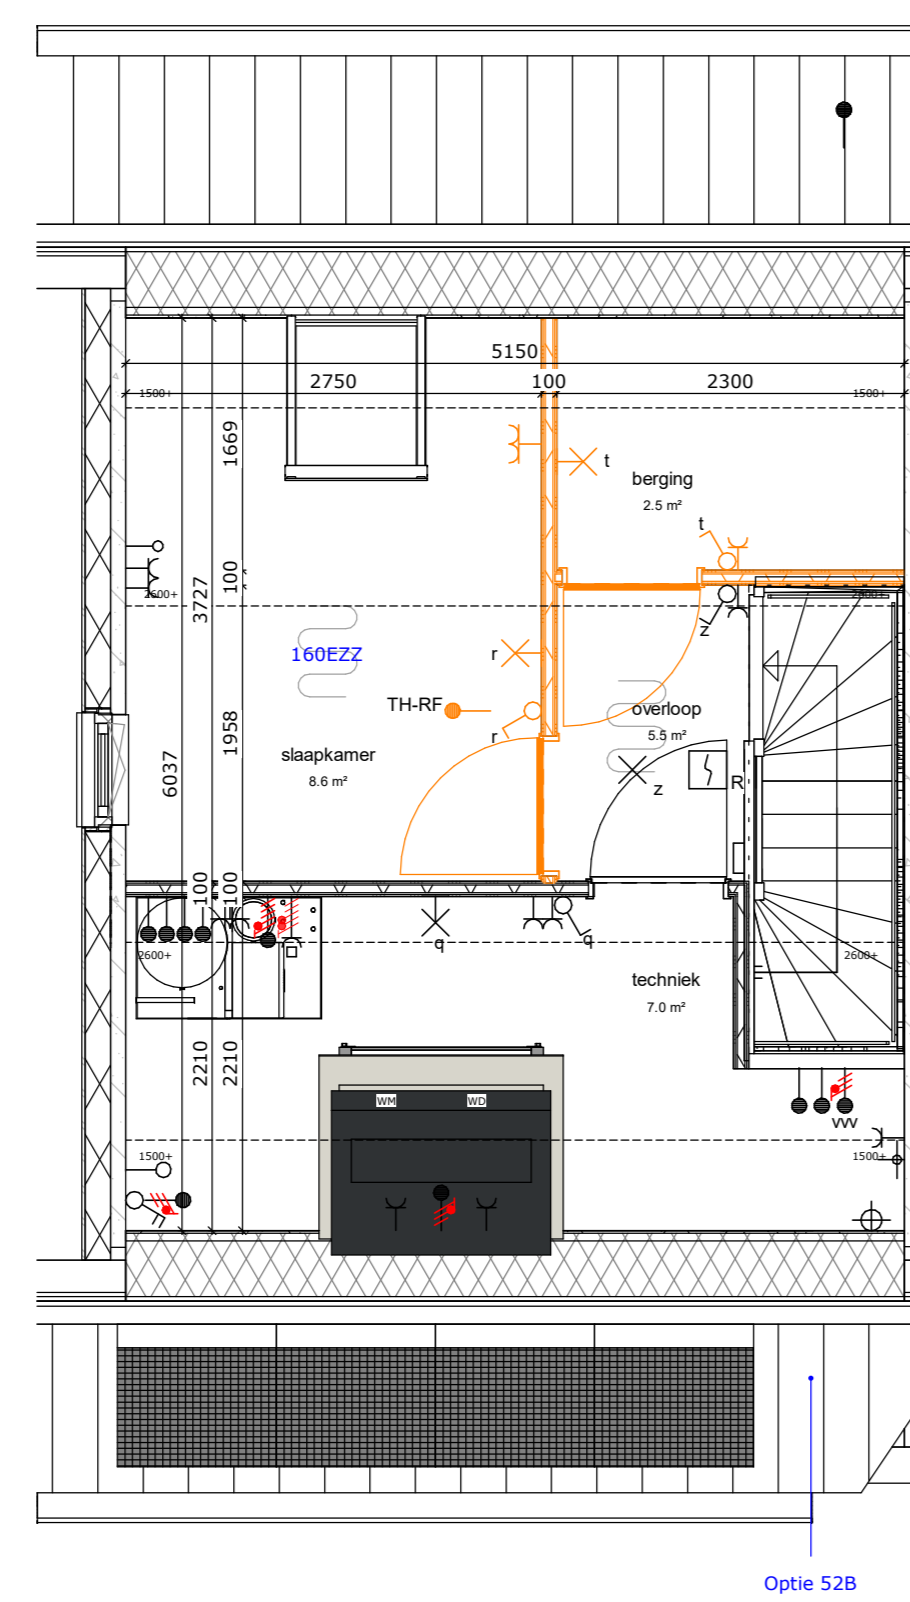 5150
2750
100
2300
1500+
1500+
1669
t
berging
2.5 m²
t
100
3727
2600+
2600+
z
r
160EZZ
TH-RF
r
overloop
5.5 m²
1958
slaapkamer
8.6 m²
6037
z
R
100
100
q
q
2600+
2600+
techniek
7.0 m²
2210
2210
WM
WD
vvv
1500+
1500+
Optie 52B